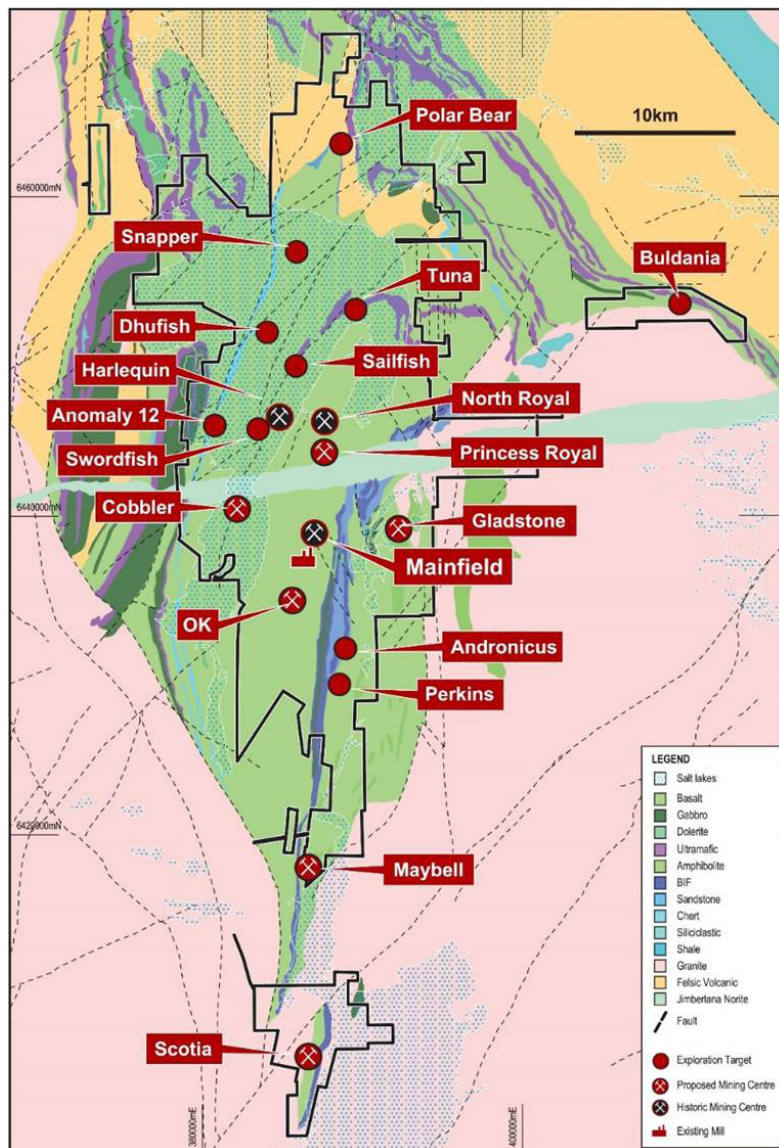 Polar Bear
10km
6460000mN
Snapper
Buldania
Tuna
Dhufish
Harlequin
Sailfish
North Royal
Anomaly 12
Swordfish
Princess Royal
Cobbler
6440000mN
Gladstone
Mainfield
OK
Andronicus
Perkins
LEGEND
Salt lakes
Basalt
Gabbro
Dolerite
Ultramafic
Amphibolite
BIF
Sandstone
Chert
Siliciclastic
Shale
Granite
Felsic Volcanic
Jimberlana Norite
Fault
Exploration Target
Proposed Mining Centre
Historic Mining Centre
Existing Mill
Maybell
Scotia
380000mE
400000mE